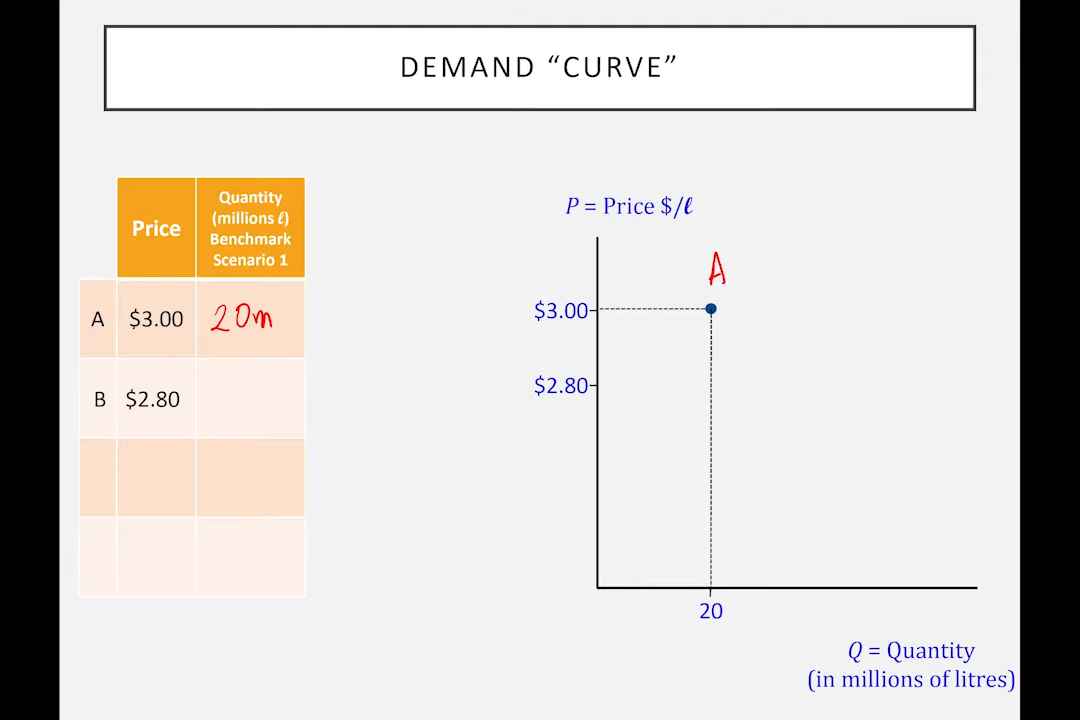 DEMAND “CURVE”
Price
Quantity
(millions ℓ)
Benchmark
Scenario 1
A $3.00 20m
B $2.80
P = Price $/ℓ
A
$3.00
$2.80
20
Q = Quantity
(in millions of litres)